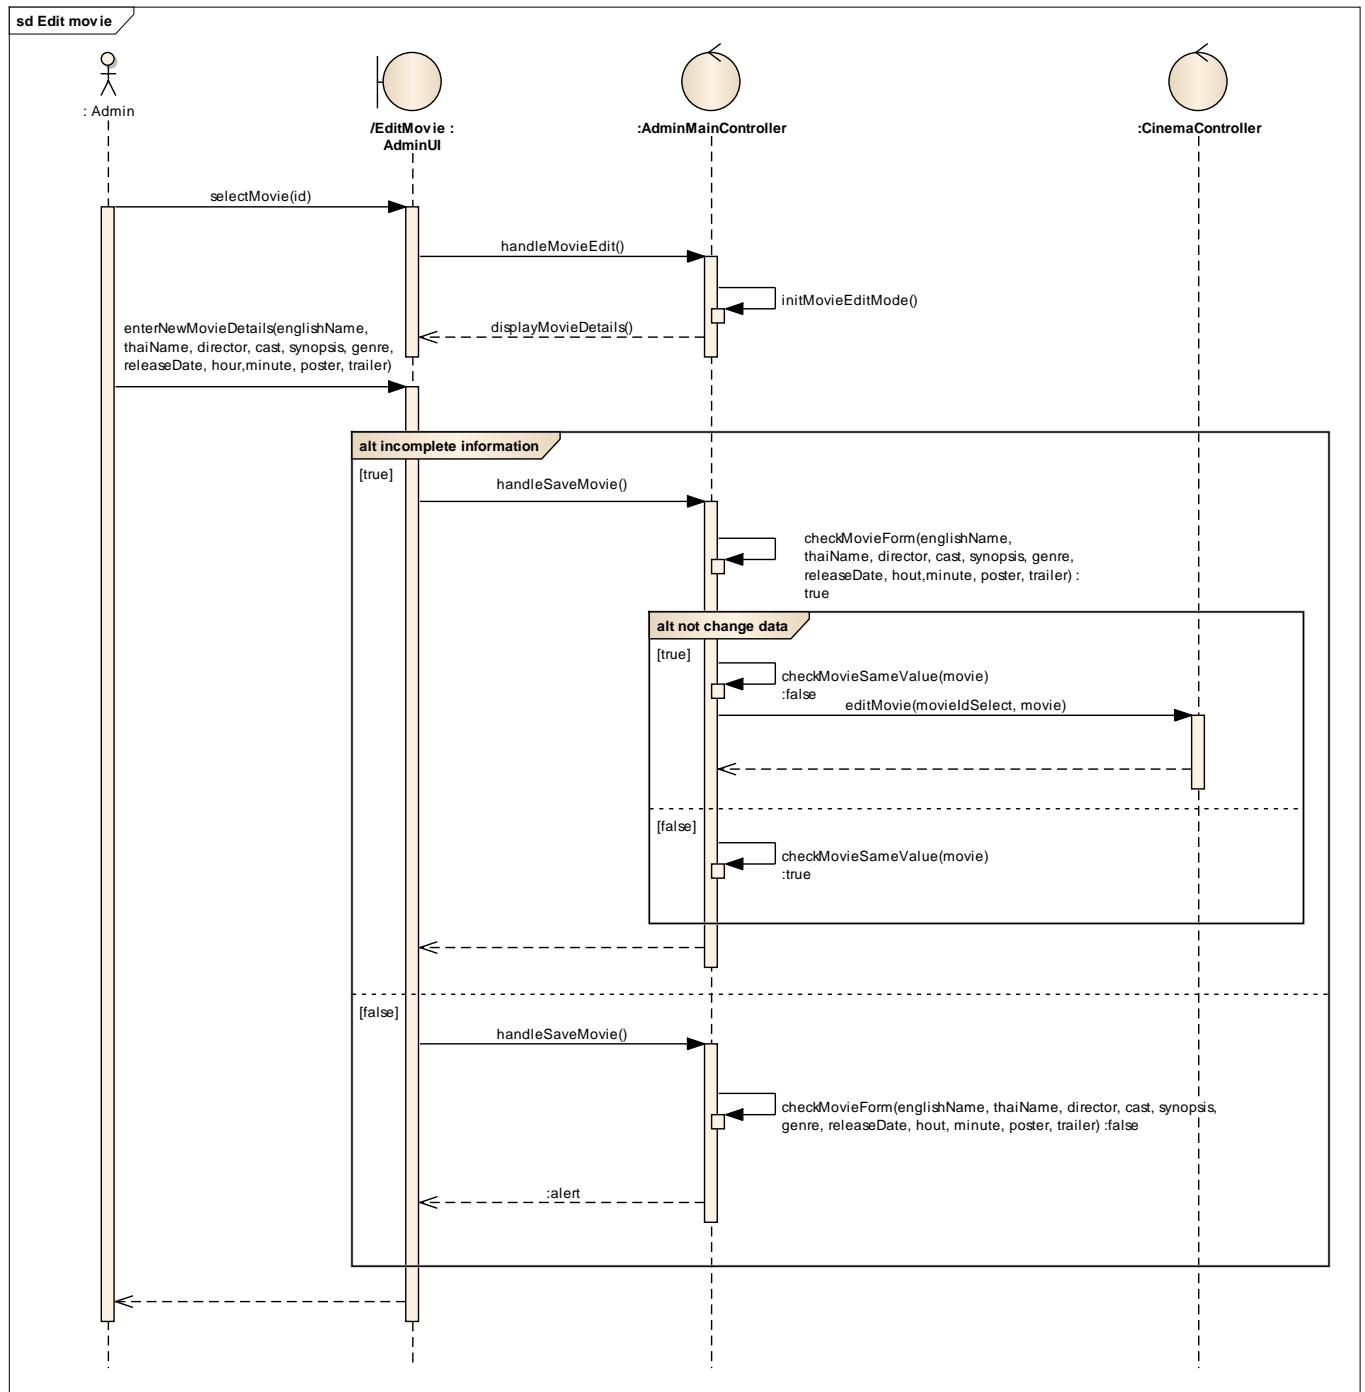 sd Edit movie
: Admin
/EditMovie :
AdminUI
:AdminMainController
:CinemaController
selectMovie(id)
handleMovieEdit()
initMovieEditMode()
displayMovieDetails()
enterNewMovieDetails(englishName,
thaiName, director, cast, synopsis, genre,
releaseDate, hour,minute, poster, trailer)
alt incomplete information
[true]
handleSaveMovie()
checkMovieForm(englishName,
thaiName, director, cast, synopsis, genre,
releaseDate, hout,minute, poster, trailer) :
true
alt not change data
[true]
checkMovieSameValue(movie)
:false
editMovie(movieIdSelect, movie)
[false]
checkMovieSameValue(movie)
:true
[false]
handleSaveMovie()
checkMovieForm(englishName, thaiName, director, cast, synopsis,
genre, releaseDate, hout, minute, poster, trailer) :false
:alert